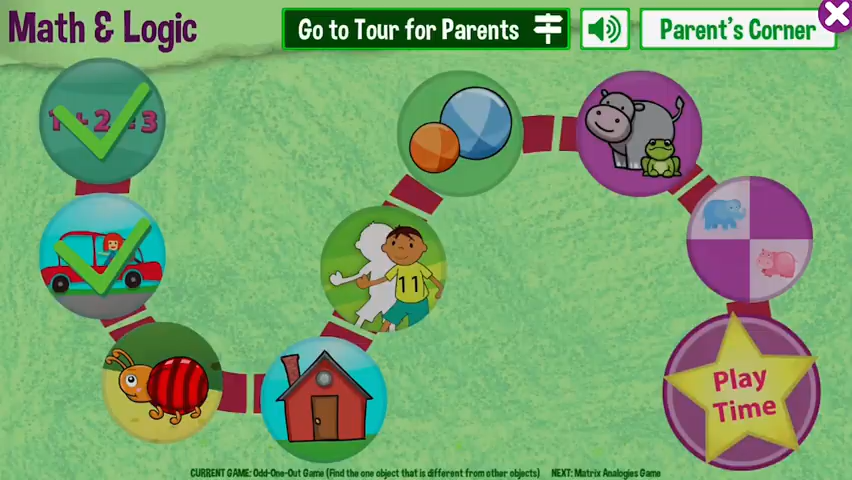 Math & Logic
Go to Tour for Parents
Parent's Corner
1 + 2 = 3
11
Play
Time
CURRENT GAME: Odd-One-Out Game (Find the one object that is different from other objects) NEXT: Matrix Analogies Game